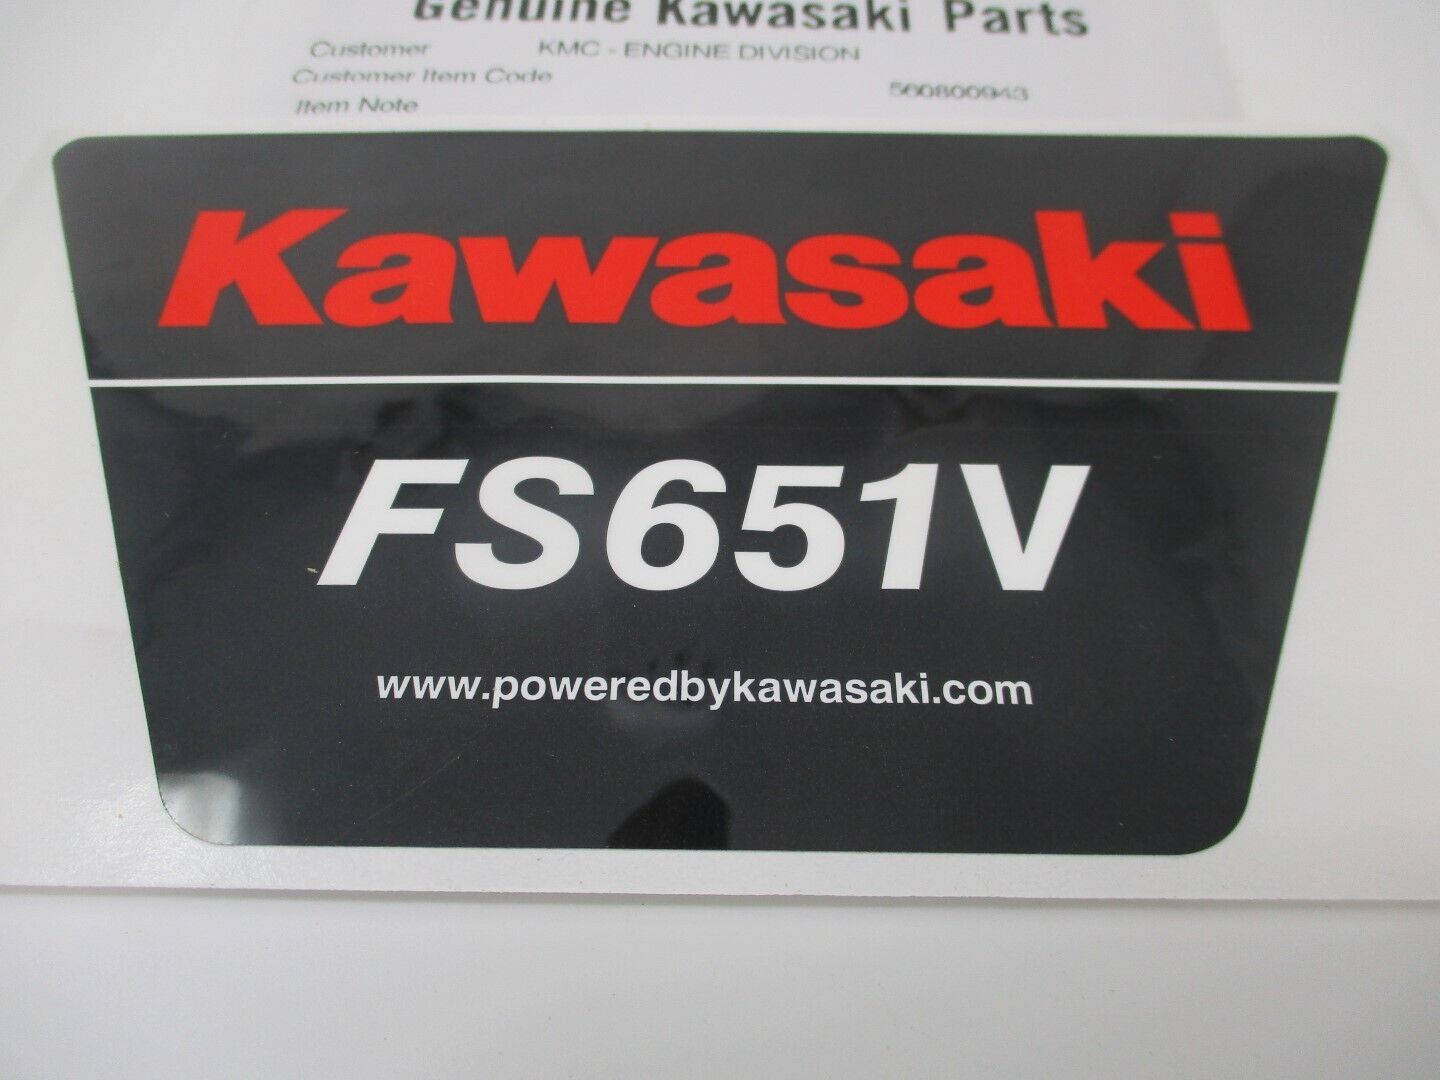 Genuine Kawasaki Parts
Customer KMC - ENGINE DIVISION
Customer Item Code 560800943
Item Note
Kawasaki
FS651V
www.poweredbykawasaki.com